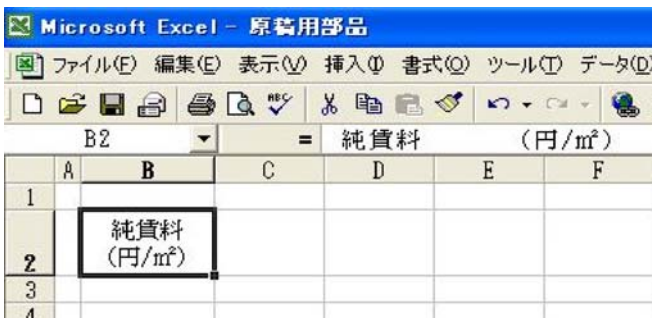 Microsoft Excel - 原稿用部品
ファイル(F) 編集(E) 表示(V) 挿入(I) 書式(O) ツール(T) データ(D)
ABC
B2 = 純賃料 (円/㎡)
A B C D E F
1
純賃料
(円/㎡)
2
3
4